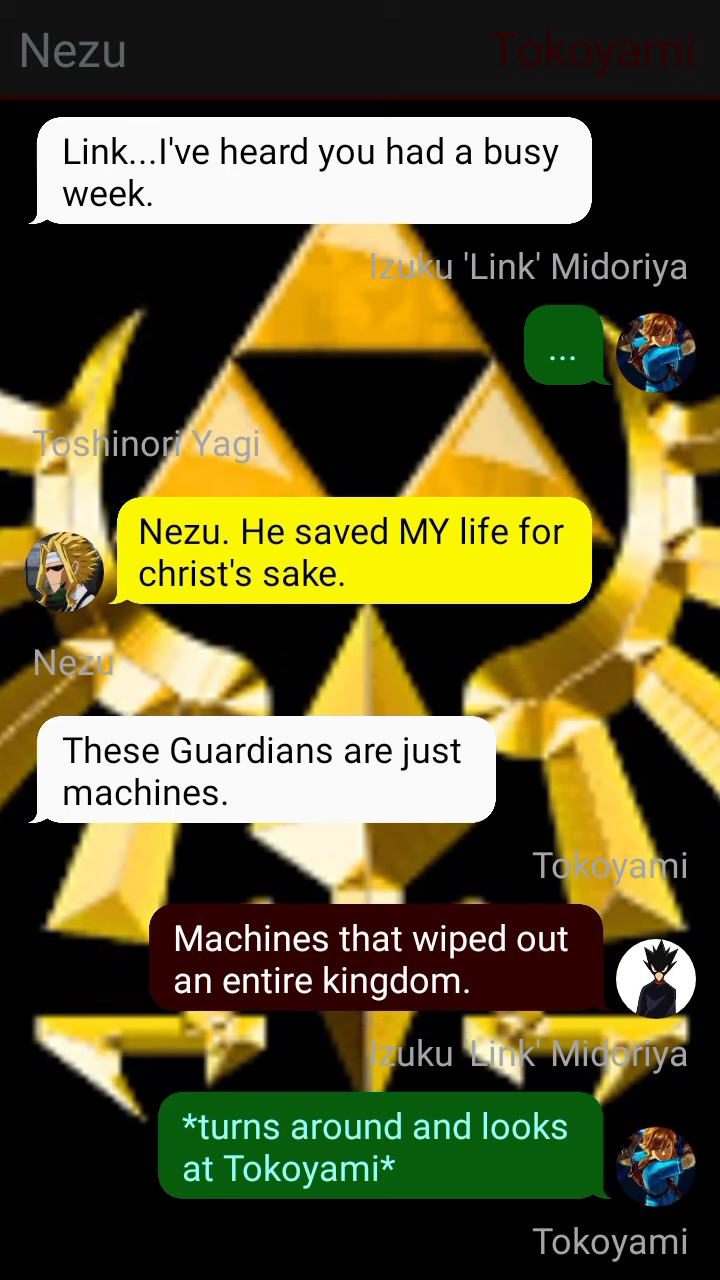 Nezu
Tokoyami
Link...I've heard you had a busy
week.
Izuku 'Link' Midoriya
...
Toshinori Yagi
Nezu. He saved MY life for
christ's sake.
Nezu
These Guardians are just
machines.
Tokoyami
Machines that wiped out
an entire kingdom.
Izuku 'Link' Midoriya
*turns around and looks
at Tokoyami*
Tokoyami